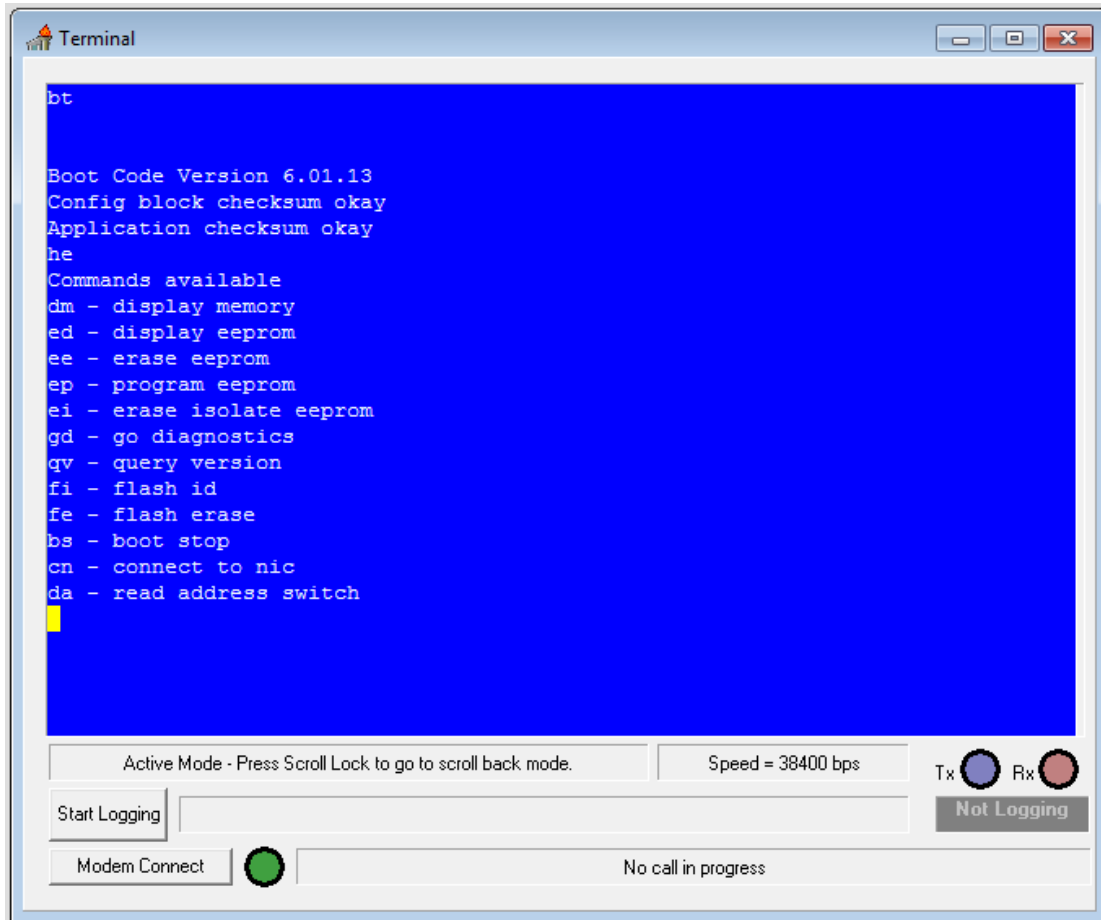 Terminal
bt
Boot Code Version 6.01.13
Config block checksum okay
Application checksum okay
he
Commands available
dm - display memory
ed - display eeprom
ee - erase eeprom
ep - program eeprom
ei - erase isolate eeprom
gd - go diagnostics
qv - query version
fi - flash id
fe - flash erase
bs - boot stop
cn - connect to nic
da - read address switch
Active Mode - Press Scroll Lock to go to scroll back mode. Speed = 38400 bps Tx Rx
Start Logging Not Logging
Modem Connect No call in progress